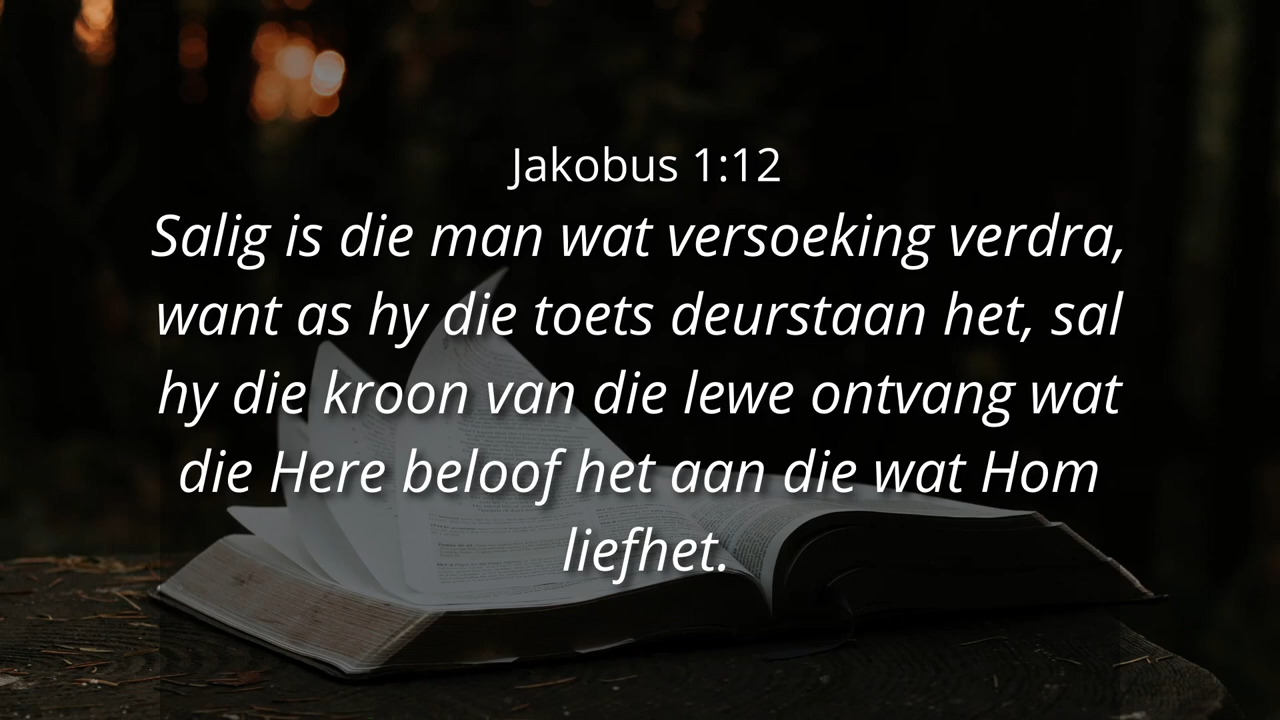 Jakobus 1:12
Salig is die man wat versoeking verdra,
want as hy die toets deurstaan het, sal
hy die kroon van die lewe ontvang wat
die Here beloof het aan die wat Hom
liefhet.